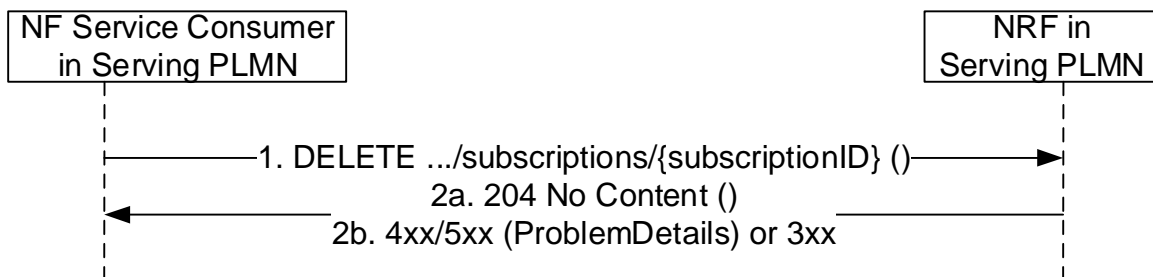 NF Service Consumer
in Serving PLMN
NRF in
Serving PLMN
1. DELETE .../subscriptions/{subscriptionID} ()
2a. 204 No Content ()
2b. 4xx/5xx (ProblemDetails) or 3xx